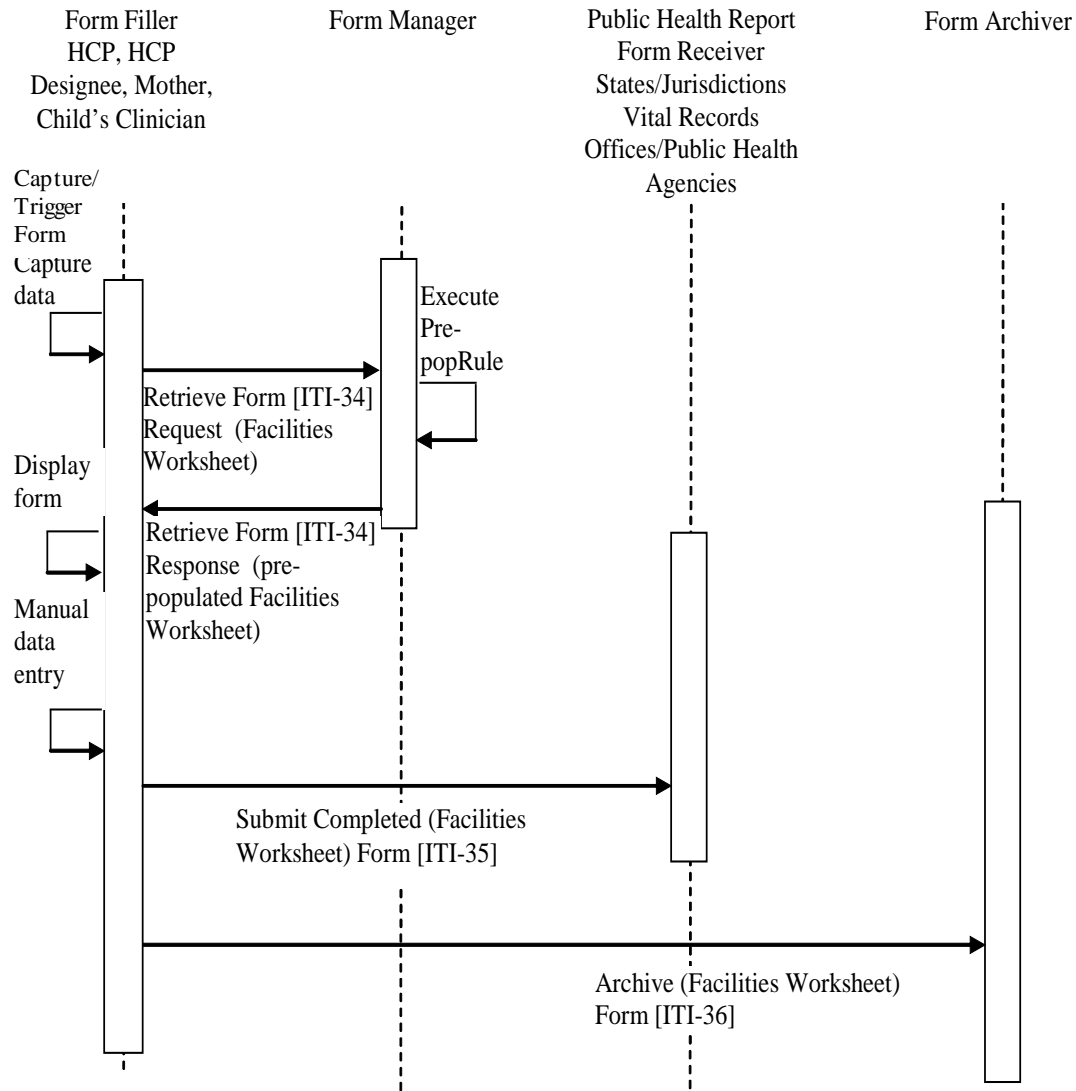 Form Filler
HCP, HCP
Designee, Mother,
Child's Clinician
Form Manager
Public Health Report
Form Receiver
States/Jurisdictions
Vital Records
Offices/Public Health
Agencies
Form Archiver
Capture/
Trigger
Form
Capture
data
Execute
Pre-
popRule
Retrieve Form [ITI-34]
Request (Facilities
Worksheet)
Display
form
Retrieve Form [ITI-34]
Response (pre-
populated Facilities
Worksheet)
Manual
data
entry
Submit Completed (Facilities
Worksheet) Form [ITI-35]
Archive (Facilities Worksheet)
Form [ITI-36]